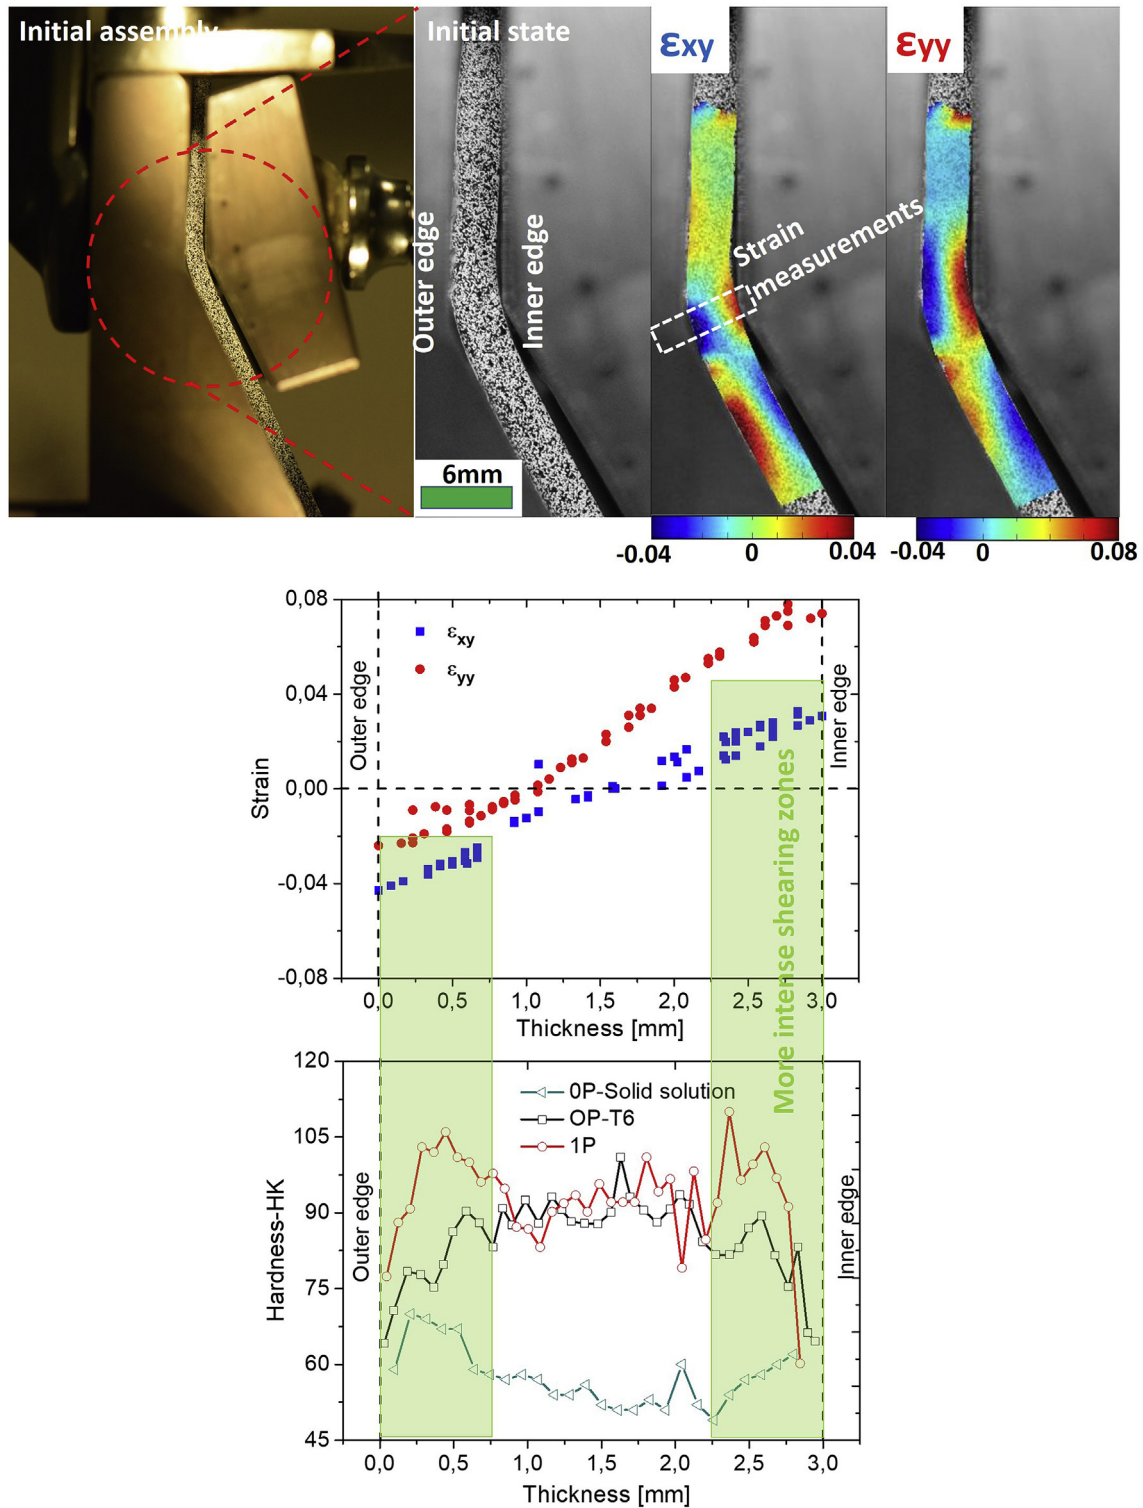 Initial assembly
Initial state
εxy
εyy
Outer edge
Inner edge
Strain
measurements
6mm
-0.04 0 0.04
-0.04 0 0.08
0,08
0,04
0,00
-0,04
-0,08
Strain
εxy
εyy
Outer edge
Inner edge
More intense shearing zones
0,0 0,5 1,0 1,5 2,0 2,5 3,0
Thickness [mm]
120
105
90
75
60
45
Hardness-HK
0P-Solid solution
OP-T6
1P
Outer edge
Inner edge
0,0 0,5 1,0 1,5 2,0 2,5 3,0
Thickness [mm]